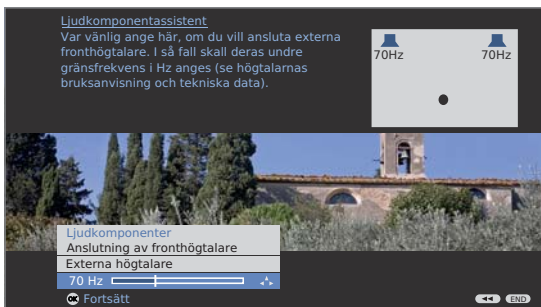 Ljudkomponentassistent
Var vänlig ange här, om du vill ansluta externa
fronthögtalare. I så fall skall deras undre
gränsfrekvens i Hz anges (se högtalarnas
bruksanvisning och tekniska data).
70Hz 70Hz
Ljudkomponenter
Anslutning av fronthögtalare
Externa högtalare
70 Hz
OK Fortsätt
END